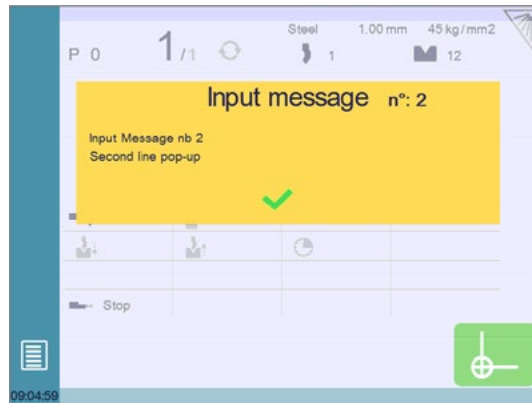 Steel 1.00 mm 45 kg/mm2
P 0 1/1 1 12
Input message n°: 2
Input Message nb 2
Second line pop-up
Stop
09:04:59